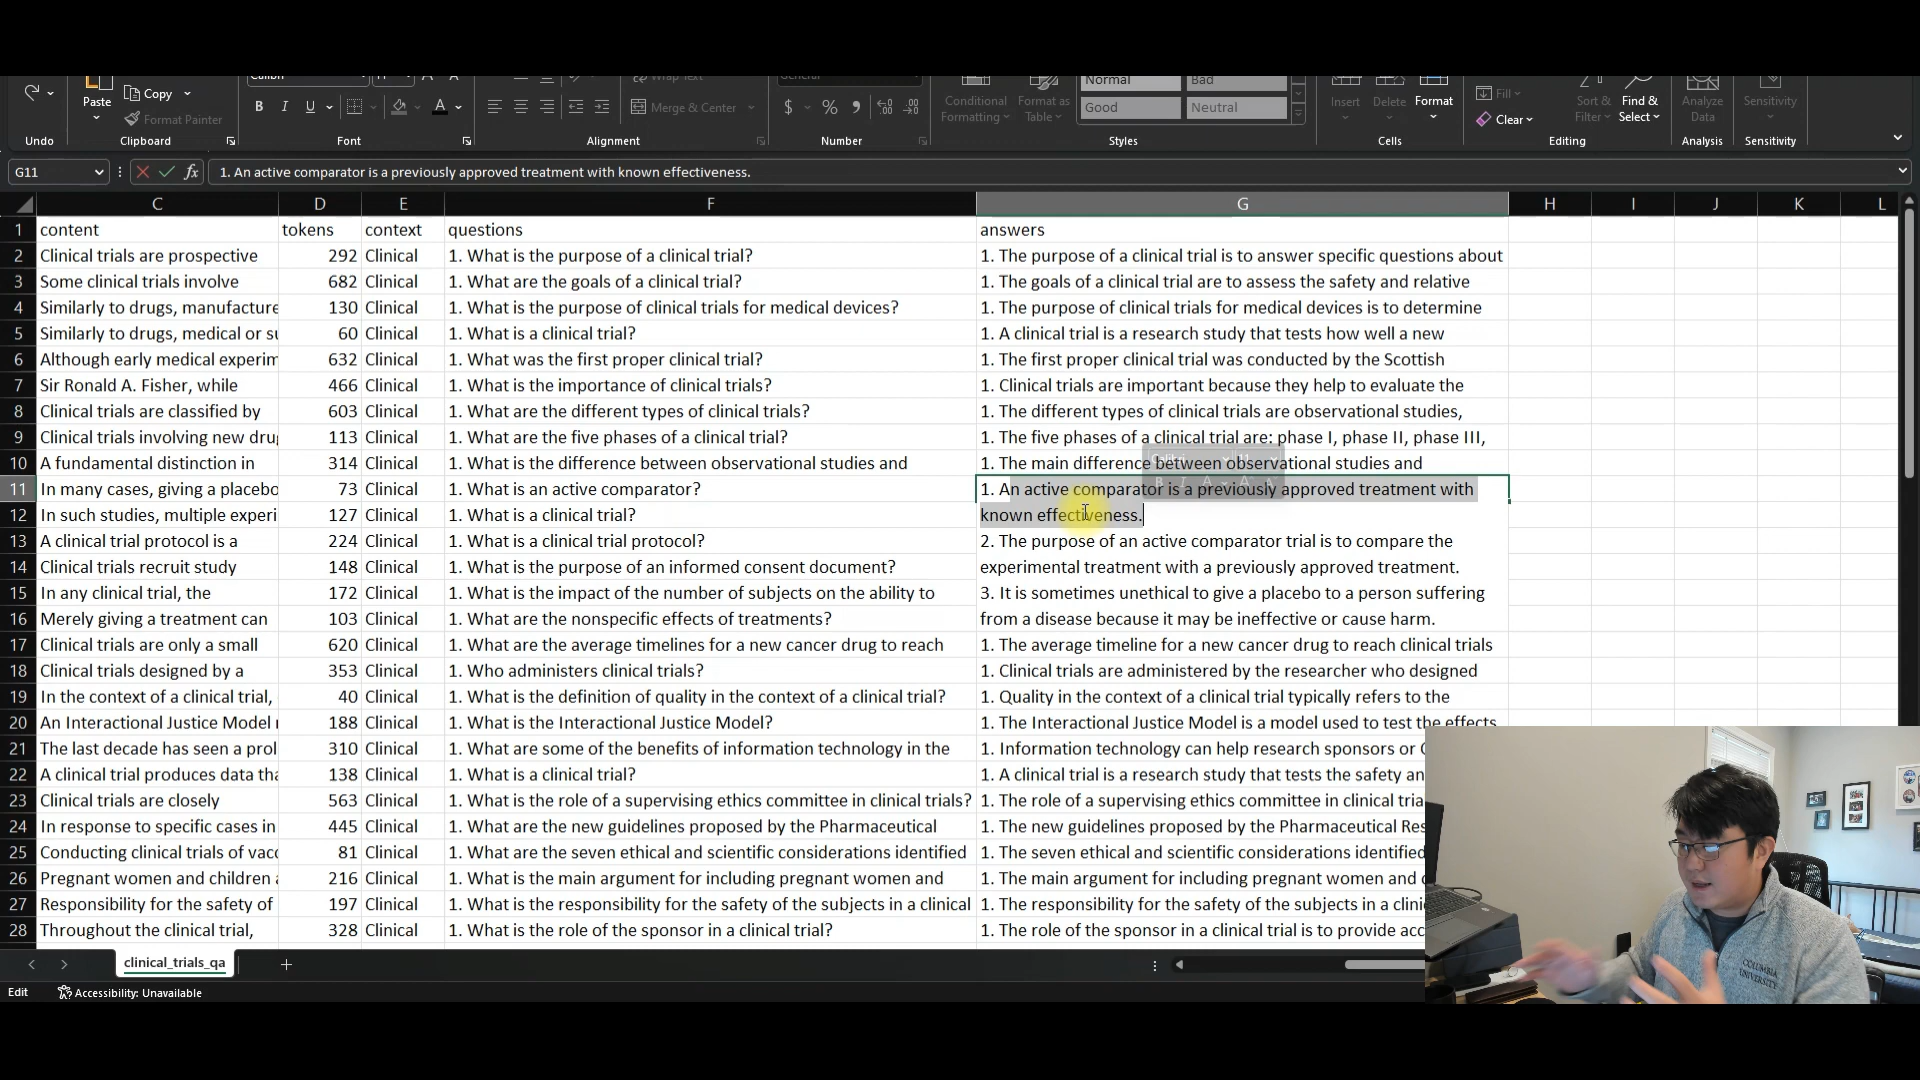 Calibri
Wrap Text
General
Normal
Bad
Paste
Copy
Format Painter
B I U
A
Merge & Center
$ % ,
Conditional Formatting
Format as Table
Good
Neutral
Insert
Delete
Format
Fill
Clear
Sort & Filter
Find & Select
Analyze Data
Sensitivity
Undo
Clipboard
Font
Alignment
Number
Styles
Cells
Editing
Analysis
Sensitivity
G11 fx 1. An active comparator is a previously approved treatment with known effectiveness.
C D E F G H I J K L
1 content tokens context questions answers
2 Clinical trials are prospective 292 Clinical 1. What is the purpose of a clinical trial? 1. The purpose of a clinical trial is to answer specific questions about
3 Some clinical trials involve 682 Clinical 1. What are the goals of a clinical trial? 1. The goals of a clinical trial are to assess the safety and relative
4 Similarly to drugs, manufacture 130 Clinical 1. What is the purpose of clinical trials for medical devices? 1. The purpose of clinical trials for medical devices is to determine
5 Similarly to drugs, medical or su 60 Clinical 1. What is a clinical trial? 1. A clinical trial is a research study that tests how well a new
6 Although early medical experim 632 Clinical 1. What was the first proper clinical trial? 1. The first proper clinical trial was conducted by the Scottish
7 Sir Ronald A. Fisher, while 466 Clinical 1. What is the importance of clinical trials? 1. Clinical trials are important because they help to evaluate the
8 Clinical trials are classified by 603 Clinical 1. What are the different types of clinical trials? 1. The different types of clinical trials are observational studies,
9 Clinical trials involving new drug 113 Clinical 1. What are the five phases of a clinical trial? 1. The five phases of a clinical trial are: phase I, phase II, phase III,
10 A fundamental distinction in 314 Clinical 1. What is the difference between observational studies and 1. The main difference between observational studies and
11 In many cases, giving a placebo 73 Clinical 1. What is an active comparator? 1. An active comparator is a previously approved treatment with
12 In such studies, multiple experi 127 Clinical 1. What is a clinical trial? known effectiveness.
13 A clinical trial protocol is a 224 Clinical 1. What is a clinical trial protocol? 2. The purpose of an active comparator trial is to compare the
14 Clinical trials recruit study 148 Clinical 1. What is the purpose of an informed consent document? experimental treatment with a previously approved treatment.
15 In any clinical trial, the 172 Clinical 1. What is the impact of the number of subjects on the ability to 3. It is sometimes unethical to give a placebo to a person suffering
16 Merely giving a treatment can 103 Clinical 1. What are the nonspecific effects of treatments? from a disease because it may be ineffective or cause harm.
17 Clinical trials are only a small 620 Clinical 1. What are the average timelines for a new cancer drug to reach 1. The average timeline for a new cancer drug to reach clinical trials
18 Clinical trials designed by a 353 Clinical 1. Who administers clinical trials? 1. Clinical trials are administered by the researcher who designed
19 In the context of a clinical trial, 40 Clinical 1. What is the definition of quality in the context of a clinical trial? 1. Quality in the context of a clinical trial typically refers to the
20 An Interactional Justice Model 188 Clinical 1. What is the Interactional Justice Model? 1. The Interactional Justice Model is a model used to test the effects
21 The last decade has seen a prol 310 Clinical 1. What are some of the benefits of information technology in the 1. Information technology can help research sponsors or
22 A clinical trial produces data tha 138 Clinical 1. What is a clinical trial? 1. A clinical trial is a research study that tests the safety an
23 Clinical trials are closely 563 Clinical 1. What is the role of a supervising ethics committee in clinical trials? 1. The role of a supervising ethics committee in clinical tria
24 In response to specific cases in 445 Clinical 1. What are the new guidelines proposed by the Pharmaceutical 1. The new guidelines proposed by the Pharmaceutical Res
25 Conducting clinical trials of vacc 81 Clinical 1. What are the seven ethical and scientific considerations identified 1. The seven ethical and scientific considerations identified
26 Pregnant women and children 216 Clinical 1. What is the main argument for including pregnant women and 1. The main argument for including pregnant women and c
27 Responsibility for the safety of 197 Clinical 1. What is the responsibility for the safety of the subjects in a clinical 1. The responsibility for the safety of the subjects in a clini
28 Throughout the clinical trial, 328 Clinical 1. What is the role of the sponsor in a clinical trial? 1. The role of the sponsor in a clinical trial is to provide acc
COLUMBIA
UNIVERSITY
clinical_trials_qa
Edit Accessibility: Unavailable